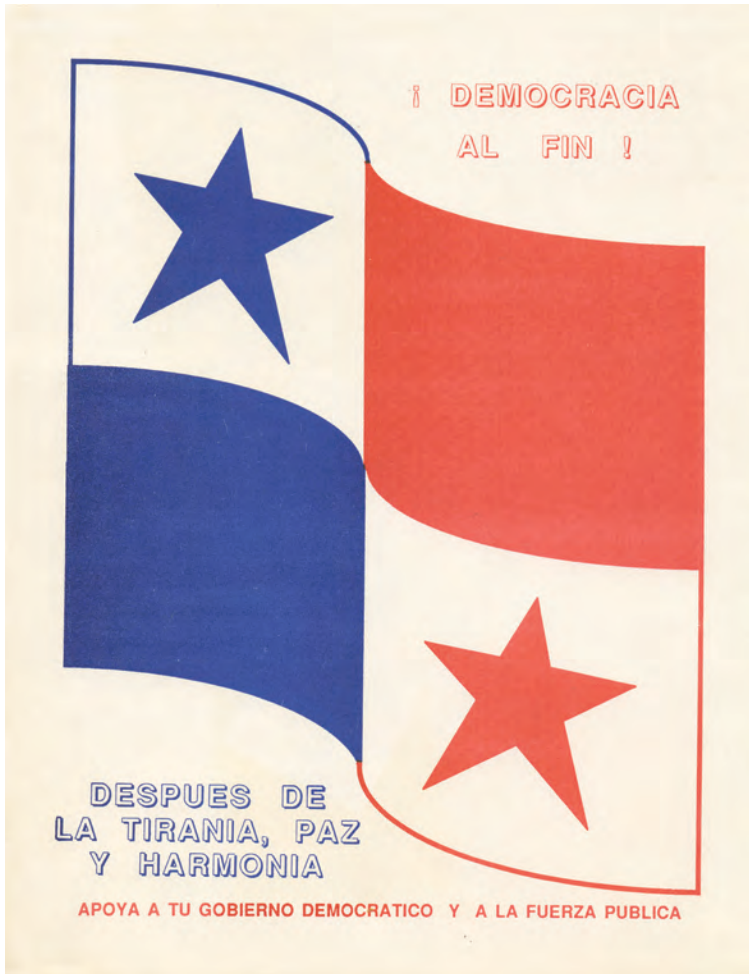 ¡ DEMOCRACIA
AL FIN !
DESPUES DE
LA TIRANIA, PAZ
Y HARMONIA
APOYA A TU GOBIERNO DEMOCRATICO Y A LA FUERZA PUBLICA